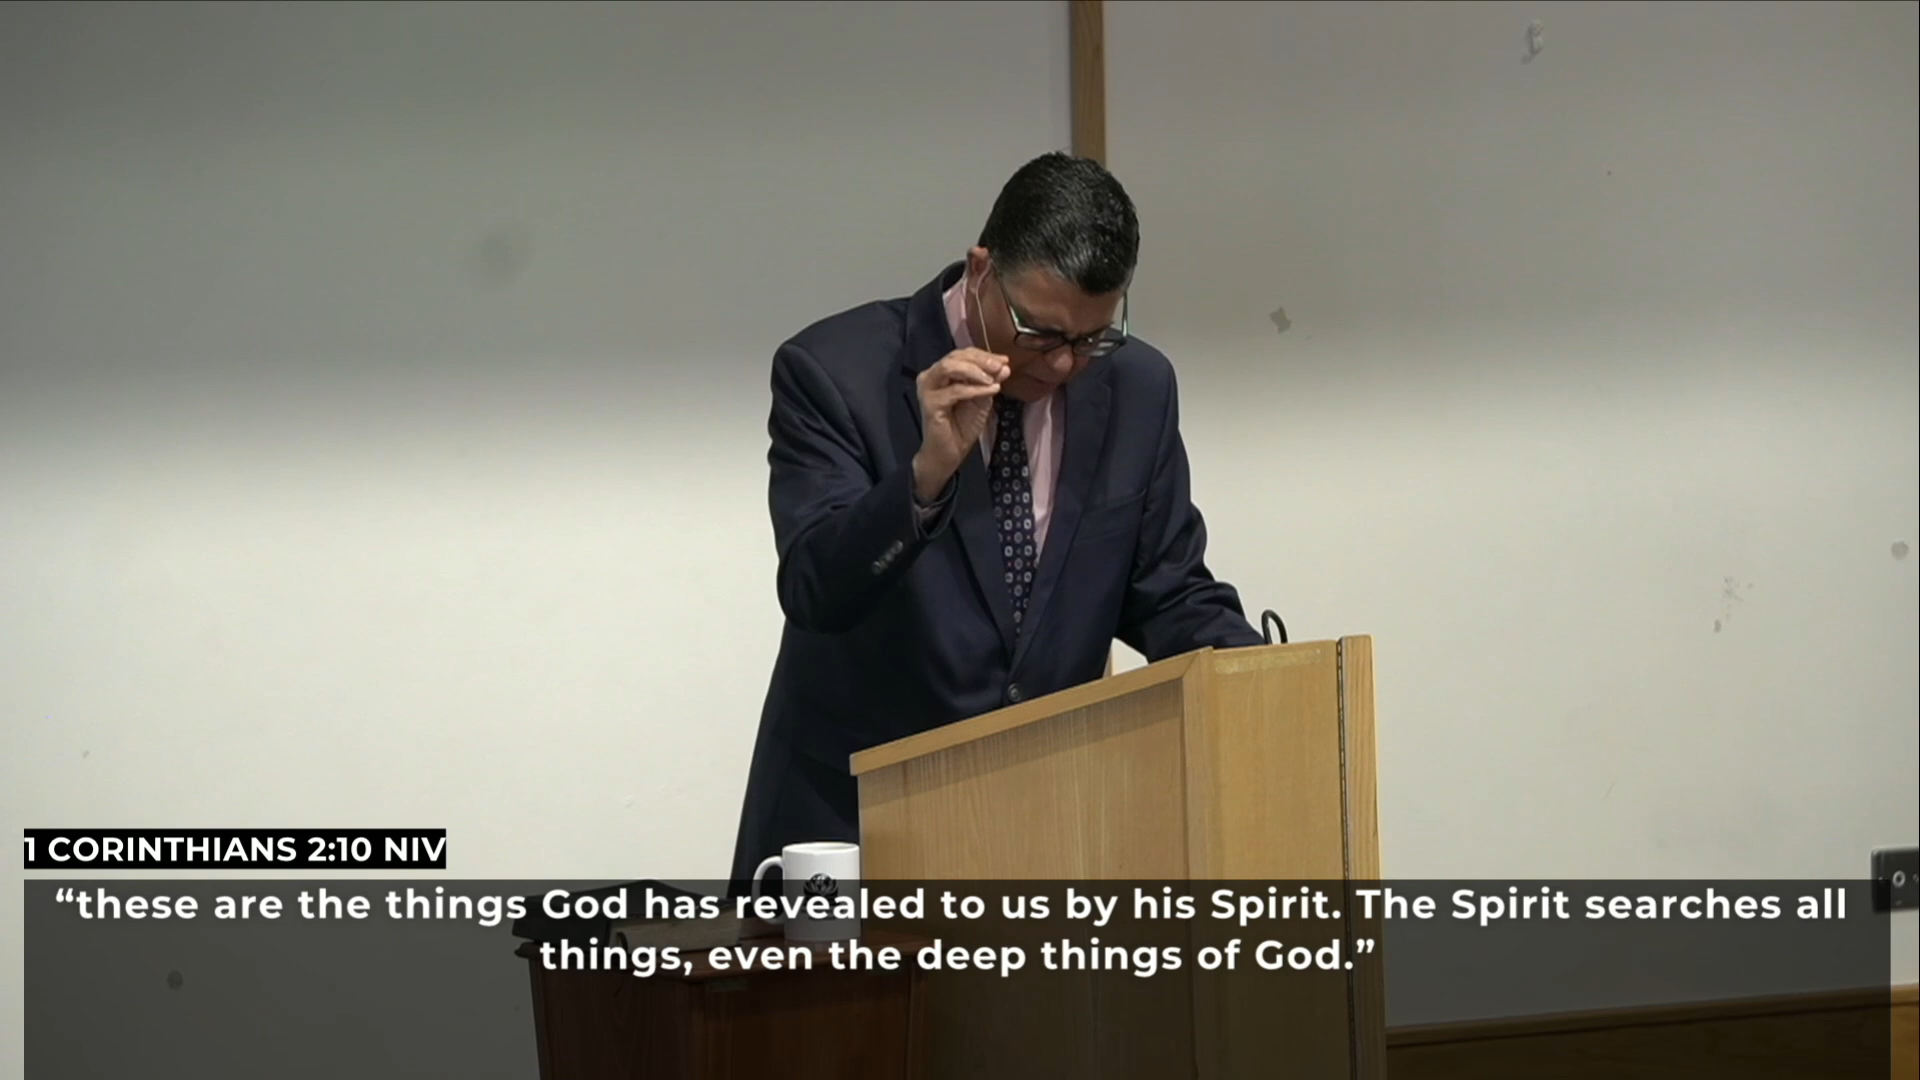 1 CORINTHIANS 2:10 NIV
“these are the things God has revealed to us by his Spirit. The Spirit searches all
things, even the deep things of God.”